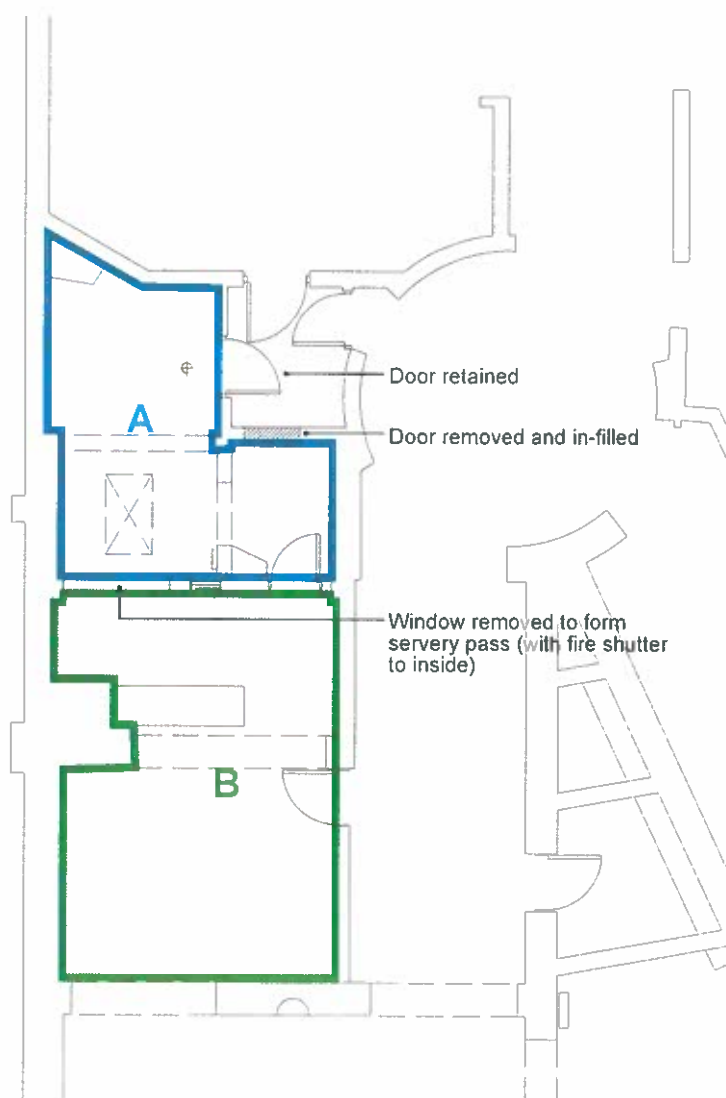 Door retained
A
Door removed and in-filled
Window removed to form
servery pass (with fire shutter
to inside)
B